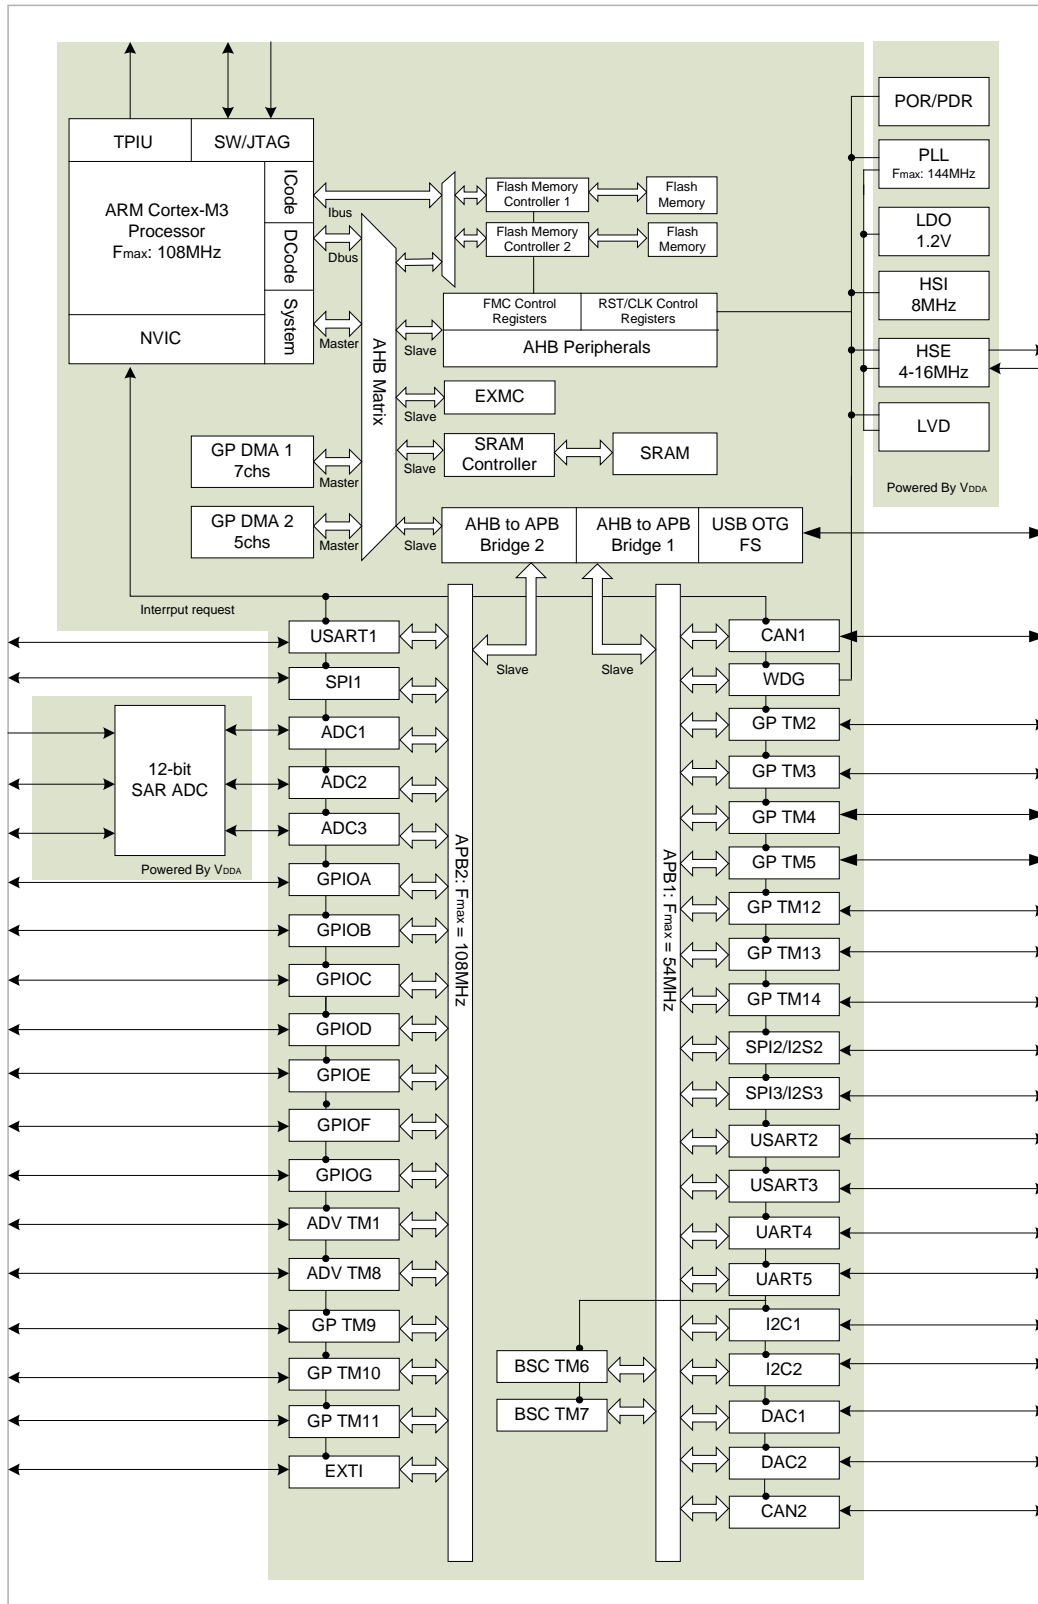 TPIU
SW/JTAG
ARM Cortex-M3
Processor
Fmax: 108MHz
ICode
DCode
System
NVIC
Ibus
Dbus
Master
AHB Matrix
Flash Memory
Controller 1
Flash
Memory
Flash Memory
Controller 2
Flash
Memory
FMC Control
Registers
RST/CLK Control
Registers
AHB Peripherals
Slave
EXMC
Slave
SRAM
Controller
SRAM
Slave
GP DMA 1
7chs
Master
GP DMA 2
5chs
Master
Slave
AHB to APB
Bridge 2
AHB to APB
Bridge 1
USB OTG
FS
POR/PDR
PLL
Fmax: 144MHz
LDO
1.2V
HSI
8MHz
HSE
4-16MHz
LVD
Powered By VDDA
Interrput request
Slave
Slave
12-bit
SAR ADC
Powered By VDDA
USART1
SPI1
ADC1
ADC2
ADC3
GPIOA
GPIOB
GPIOC
GPIOD
GPIOE
GPIOF
GPIOG
ADV TM1
ADV TM8
GP TM9
GP TM10
GP TM11
EXTI
APB2: Fmax = 108MHz
BSC TM6
BSC TM7
APB1: Fmax = 54MHz
CAN1
WDG
GP TM2
GP TM3
GP TM4
GP TM5
GP TM12
GP TM13
GP TM14
SPI2/I2S2
SPI3/I2S3
USART2
USART3
UART4
UART5
I2C1
I2C2
DAC1
DAC2
CAN2